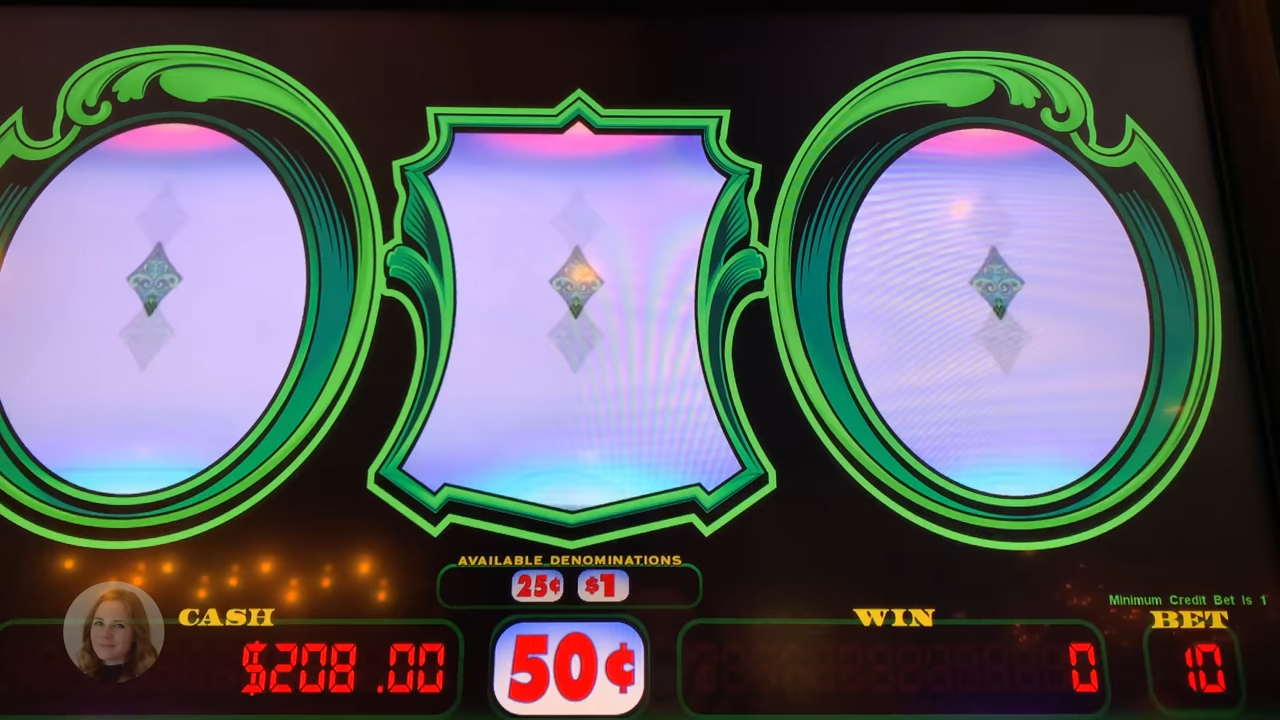 AVAILABLE DENOMINATIONS
25¢ $1
Minimum Credit Bet Is 1
CASH
WIN
BET
$208.00
50¢
0
10